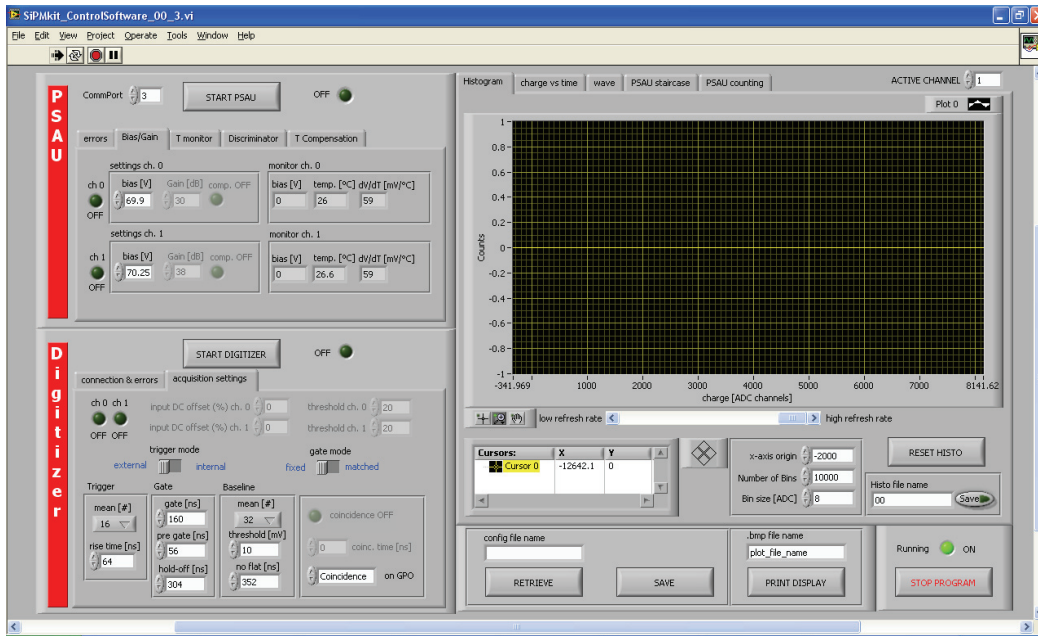 SiPMkit_ControlSoftware_00_3.vi
File Edit View Project Operate Tools Window Help
PSAU
CommPort 3 START PSAU OFF
errors Bias/Gain T monitor Discriminator T Compensation
settings ch. 0 monitor ch. 0
ch 0 bias [V] Gain [dB] comp. OFF bias [V] temp. [ºC] dV/dT [mV/ºC]
OFF 69.9 30 0 26 59
settings ch. 1 monitor ch. 1
ch 1 bias [V] Gain [dB] comp. OFF bias [V] temp. [ºC] dV/dT [mV/ºC]
OFF 70.25 38 0 26.6 59
Digitizer
START DIGITIZER OFF
connection & errors acquisition settings
ch 0 ch 1 input DC offset (%) ch. 0 0 threshold ch. 0 20
OFF OFF input DC offset (%) ch. 1 0 threshold ch. 1 20
trigger mode gate mode
external internal fixed matched
Trigger Gate Baseline
mean [#] gate [ns] mean [#]
16 160 32 coincidence OFF
pre gate [ns] threshold [mV]
rise time [ns] 56 10 0 coinc. time [ns]
64 hold-off [ns] no flat [ns]
304 352 Coincidence on GPO
Histogram charge vs time wave PSAU staircase PSAU counting ACTIVE CHANNEL 1
Plot 0
Counts
1
0.8
0.6
0.4
0.2
0
-0.2
-0.4
-0.6
-0.8
-1
-341.969 1000 2000 3000 4000 5000 6000 7000 8141.62
charge [ADC channels]
low refresh rate high refresh rate
Cursors: X Y
Cursor 0 -12642.1 0
x-axis origin -2000
Number of Bins 10000
Bin size [ADC] 8
RESET HISTO
Histo file name
00 Save
config file name
RETRIEVE SAVE
.bmp file name
plot_file_name
PRINT DISPLAY
Running ON
STOP PROGRAM